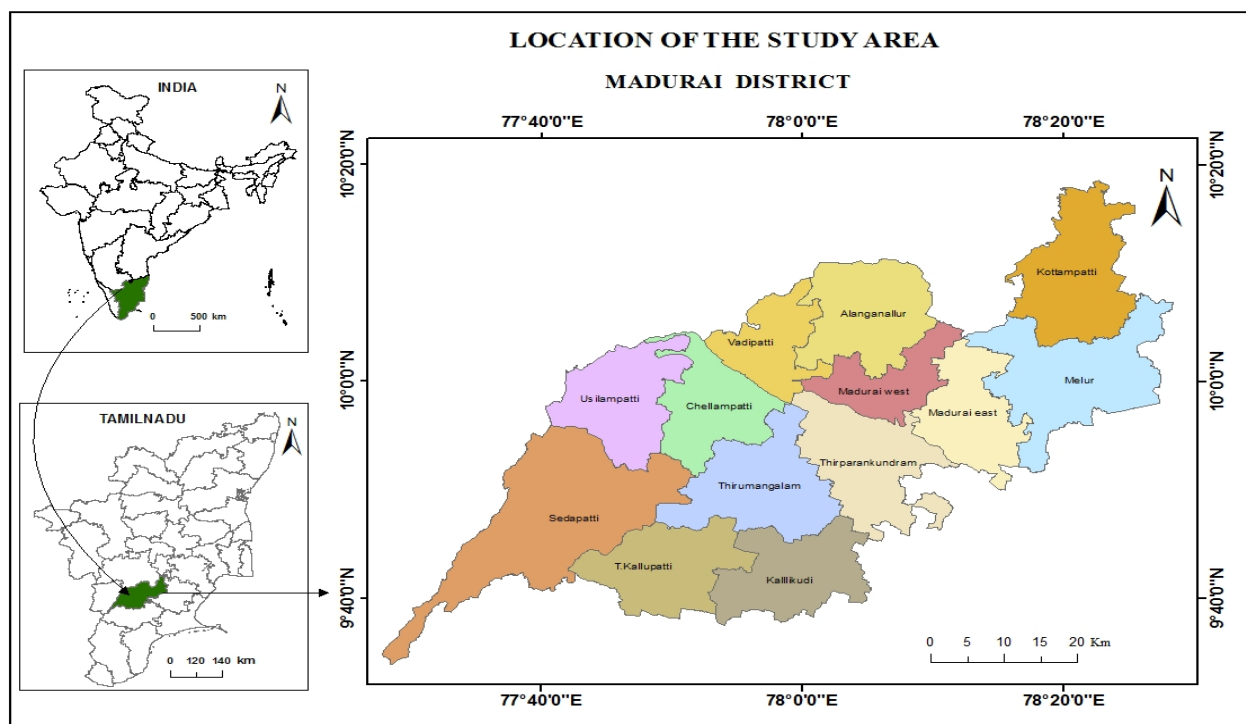 LOCATION OF THE STUDY AREA
MADURAI DISTRICT
INDIA
N
0 500 km
TAMILNADU
N
0 120 140 km
77°40'0"E 78°0'0"E 78°20'0"E
10°20'0"N 10°20'0"N
N
Kottampatti
Alanganallur
Vadipatti
10°0'0"N 10°0'0"N
Melur
Madurai west
Usilampatti
Chellampatti
Madurai east
Thirparankundram
Thirumangalam
Sedapatti
T.Kallupatti
Kalllikudi
9°40'0"N 9°40'0"N
0 5 10 15 20 Km
77°40'0"E 78°0'0"E 78°20'0"E